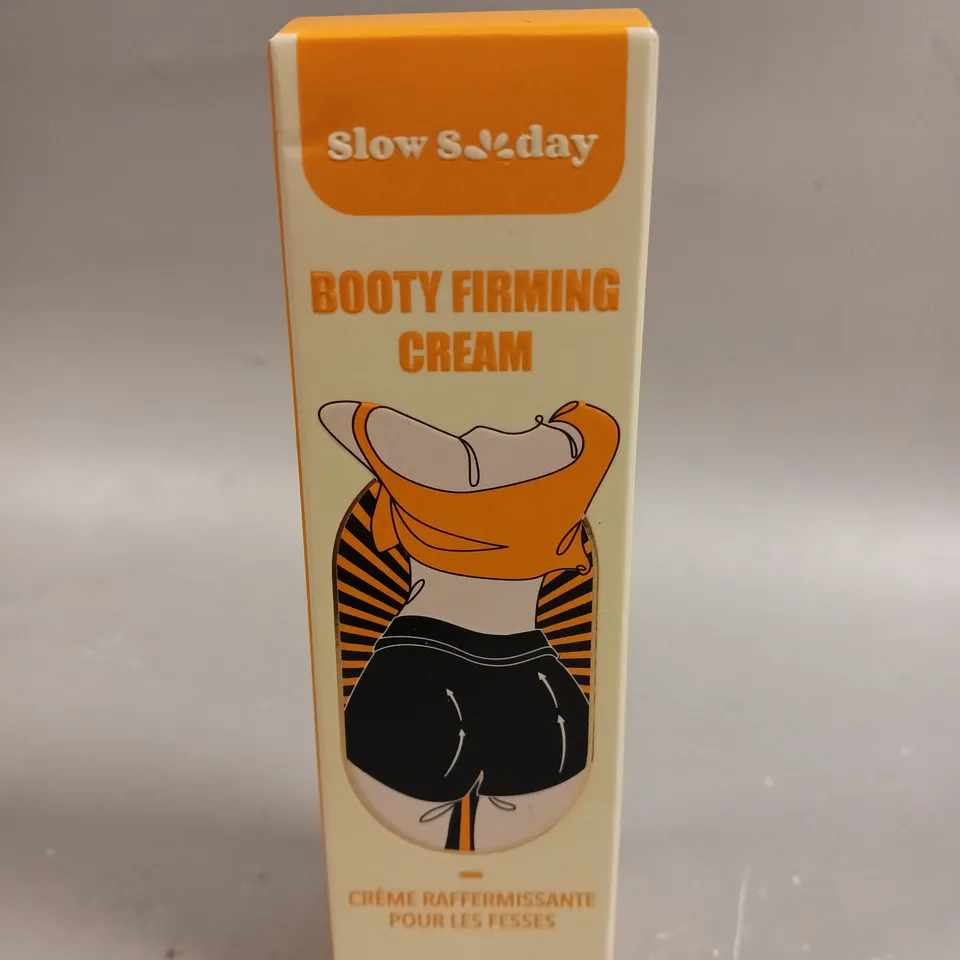 Slow Sunday
BOOTY FIRMING
CREAM
CRÈME RAFFERMISSANTE
POUR LES FESSES